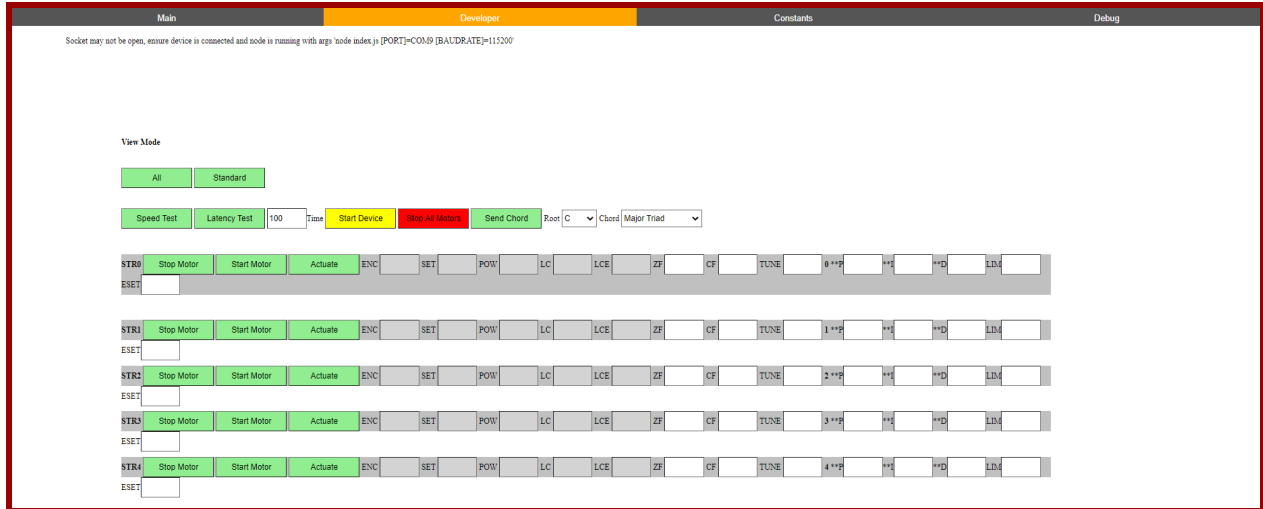 Main Developer Constants Debug
Socket may not be open, ensure device is connected and node is running with args 'node index.js [PORT]=COM9 [BAUDRATE]=115200'
View Mode
All Standard
Speed Test Latency Test 100 Time Start Device Stop All Motors Send Chord Root C Chord Major Triad
STR0 Stop Motor Start Motor Actuate ENC SET POW LC LCE ZF CF TUNE 0 **P **I **D LIM
ESET
STR1 Stop Motor Start Motor Actuate ENC SET POW LC LCE ZF CF TUNE 1 **P **I **D LIM
ESET
STR2 Stop Motor Start Motor Actuate ENC SET POW LC LCE ZF CF TUNE 2 **P **I **D LIM
ESET
STR3 Stop Motor Start Motor Actuate ENC SET POW LC LCE ZF CF TUNE 3 **P **I **D LIM
ESET
STR4 Stop Motor Start Motor Actuate ENC SET POW LC LCE ZF CF TUNE 4 **P **I **D LIM
ESET